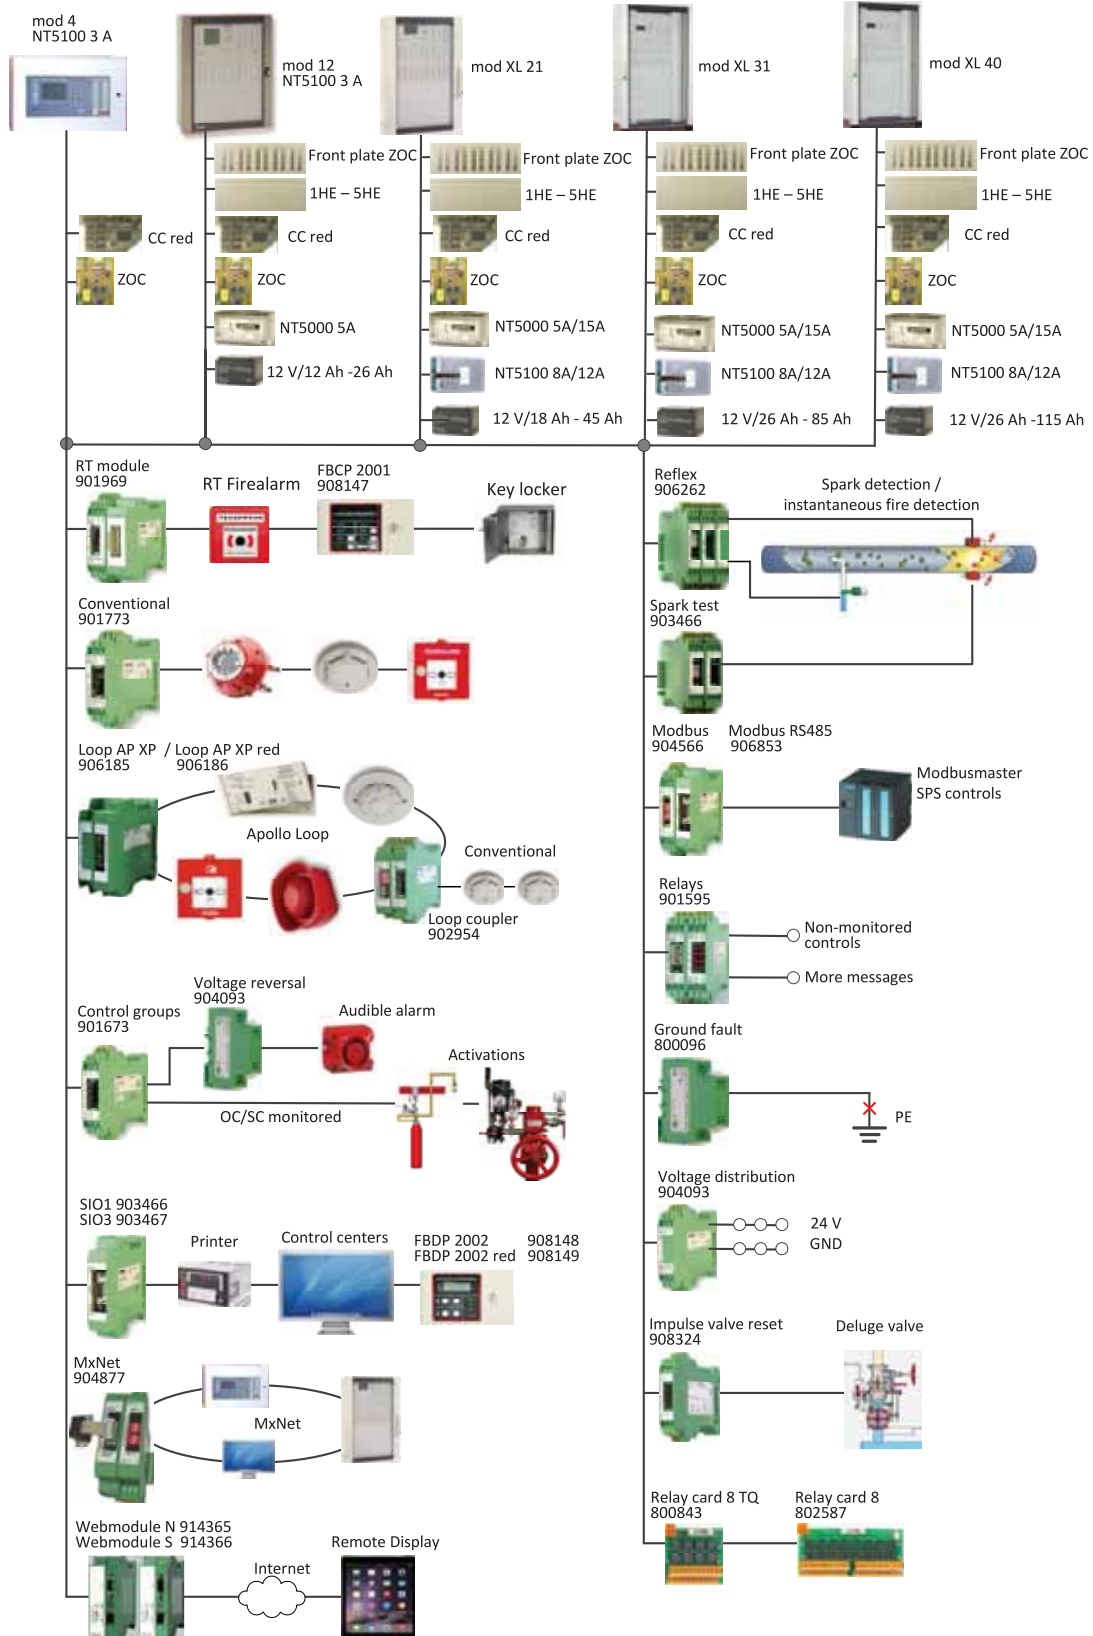 mod 4
NT5100 3 A
mod 12
NT5100 3 A
mod XL 21
mod XL 31
mod XL 40
Front plate ZOC
1HE – 5HE
CC red
ZOC
NT5000 5A
12 V/12 Ah -26 Ah
CC red
ZOC
Front plate ZOC
1HE – 5HE
CC red
ZOC
NT5000 5A/15A
NT5100 8A/12A
12 V/18 Ah - 45 Ah
Front plate ZOC
1HE – 5HE
CC red
ZOC
NT5000 5A/15A
NT5100 8A/12A
12 V/26 Ah - 85 Ah
Front plate ZOC
1HE – 5HE
CC red
ZOC
NT5000 5A/15A
NT5100 8A/12A
12 V/26 Ah -115 Ah
RT module
901969
RT Firealarm
FBCP 2001
908147
Key locker
Conventional
901773
Loop AP XP / Loop AP XP red
906185 906186
Apollo Loop
Conventional
Loop coupler
902954
Control groups
901673
Voltage reversal
904093
Audible alarm
Activations
OC/SC monitored
SIO1 903466
SIO3 903467
Printer
Control centers
FBDP 2002 908148
FBDP 2002 red 908149
MxNet
904877
MxNet
Webmodule N 914365
Webmodule S 914366
Internet
Remote Display
Reflex
906262
Spark detection /
instantaneous fire detection
Spark test
903466
Modbus Modbus RS485
904566 906853
Modbusmaster
SPS controls
Relays
901595
Non-monitored
controls
More messages
Ground fault
800096
PE
Voltage distribution
904093
24 V
GND
Impulse valve reset
908324
Deluge valve
Relay card 8 TQ
800843
Relay card 8
802587